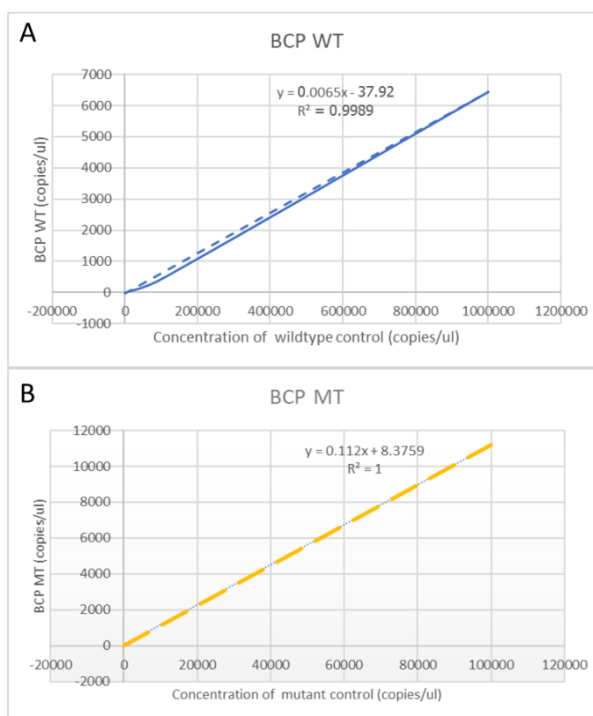 A
BCP WT
7000
6000
5000
4000
3000
2000
1000
0
-1000
y = 0.0065x - 37.92
R² = 0.9989
BCP WT (copies/ul)
-200000 0 200000 400000 600000 800000 1000000 1200000
Concentration of wildtype control (copies/ul)
B
BCP MT
12000
10000
8000
6000
4000
2000
0
-2000
y = 0.112x + 8.3759
R² = 1
BCP MT (copies/ul)
-20000 0 20000 40000 60000 80000 100000 120000
Concentration of mutant control (copies/ul)